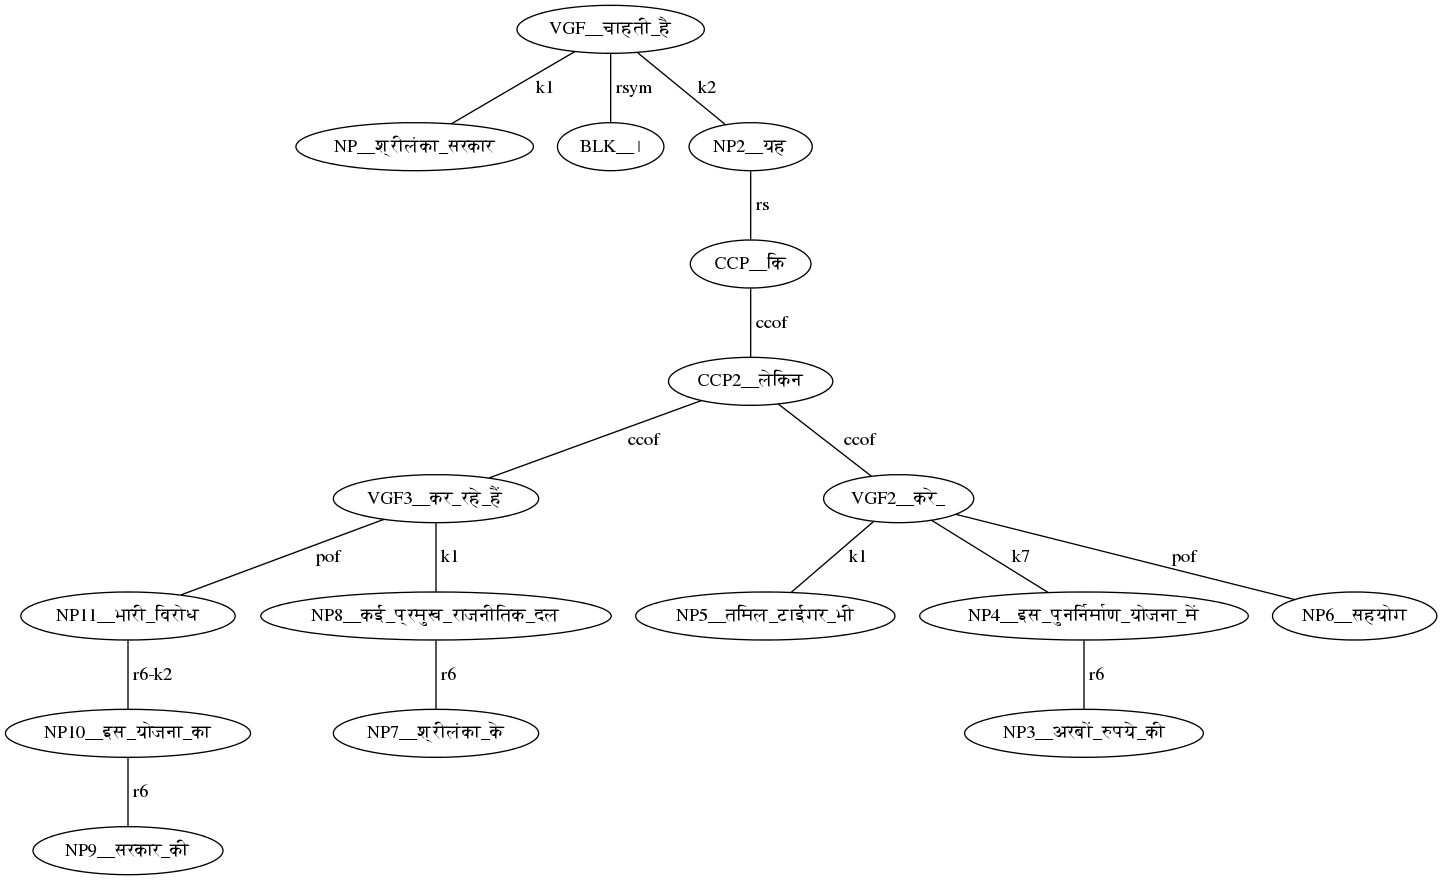 VGF__चाहती_है
k1 rsym k2
NP__श्रीलंका_सरकार BLK__। NP2__यह
rs
CCP__कि
ccof
CCP2__लेकिन
ccof ccof
VGF3__कर_रहे_हैं VGF2__करे_
pof k1 k1 k7 pof
NP11__भारी_विरोध NP8__कई_प्रमुख_राजनीतिक_दल NP5__तमिल_टाईगर_भी NP4__इस_पुनर्निर्माण_योजना_में NP6__सहयोग
r6-k2 r6 r6
NP10__इस_योजना_का NP7__श्रीलंका_के NP3__अरबों_रुपये_की
r6
NP9__सरकार_की